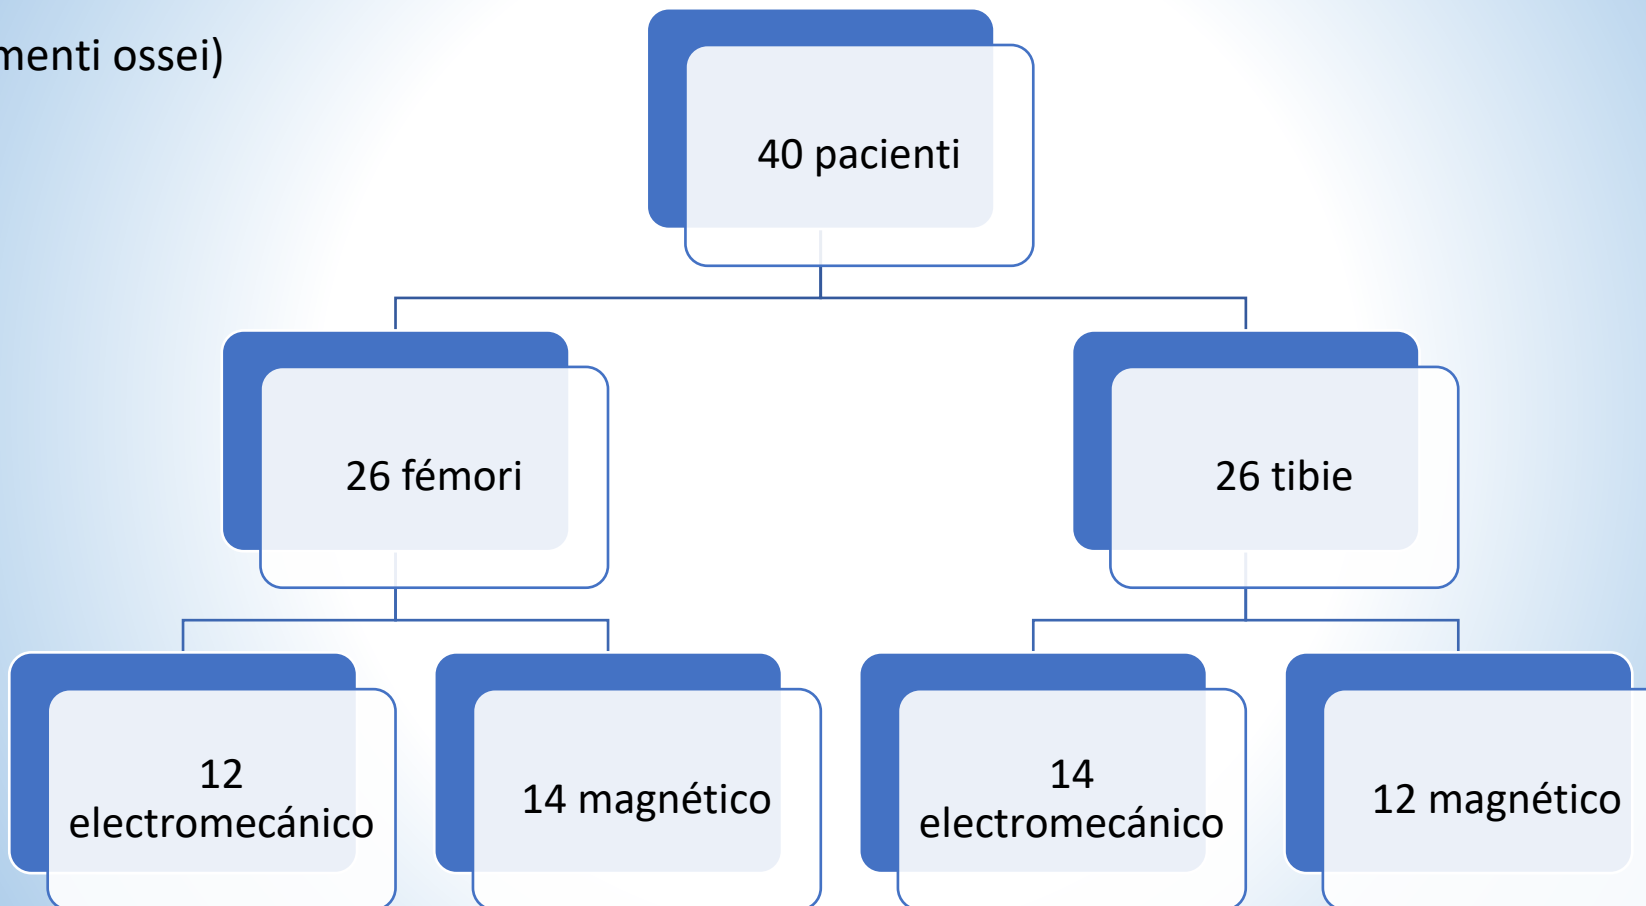 menti ossei)
40 pacienti
26 fémori
26 tibie
12
electromecánico
14 magnético
14
electromecánico
12 magnético